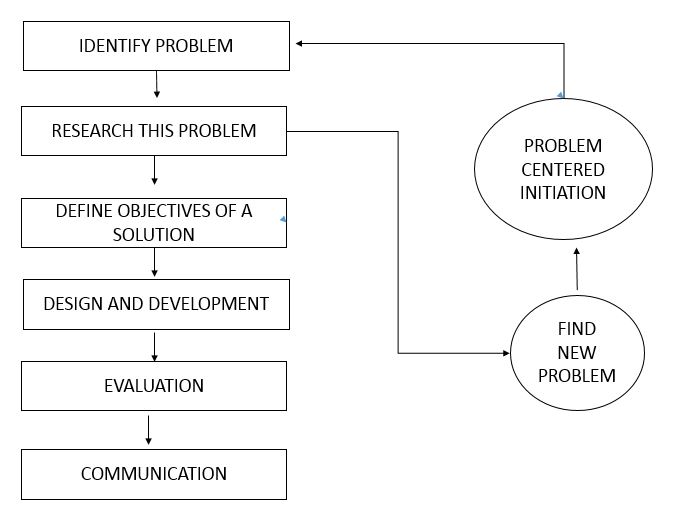 IDENTIFY PROBLEM
RESEARCH THIS PROBLEM
DEFINE OBJECTIVES OF A
SOLUTION
DESIGN AND DEVELOPMENT
EVALUATION
COMMUNICATION
PROBLEM
CENTERED
INITIATION
FIND
NEW
PROBLEM